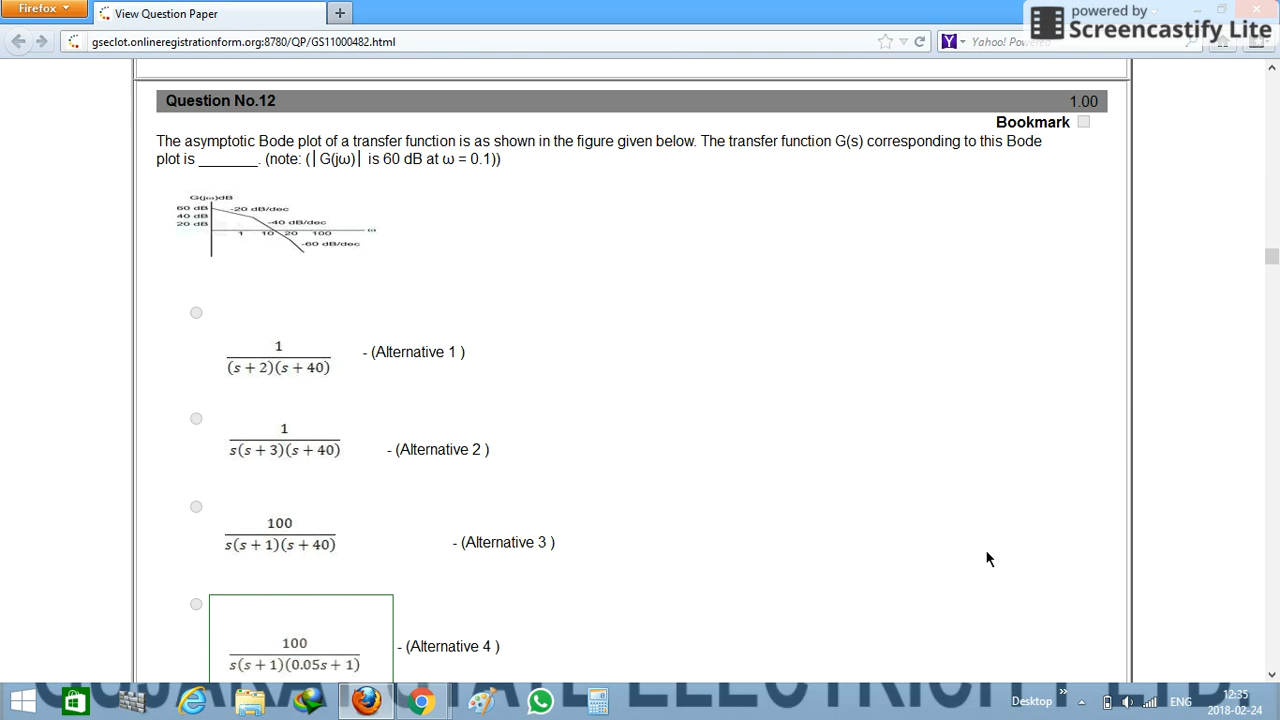 Firefox
View Question Paper
powered by
Screencastify Lite
gseclot.onlineregistrationform.org:8780/QP/GS11000482.html
Yahoo! Powered
Question No.12 1.00
Bookmark
The asymptotic Bode plot of a transfer function is as shown in the figure given below. The transfer function G(s) corresponding to this Bode
plot is _______. (note: (│G(jω)│ is 60 dB at ω = 0.1))
G(jω)dB
60 dB -20 dB/dec
40 dB
20 dB -40 dB/dec
1 10 20 100 ω
-60 dB/dec
1
(s + 2)(s + 40) - (Alternative 1 )
1
s(s + 3)(s + 40) - (Alternative 2 )
100
s(s + 1)(s + 40) - (Alternative 3 )
100
s(s + 1)(0.05s + 1) - (Alternative 4 )
Desktop
ENG
12:35
2018-02-24